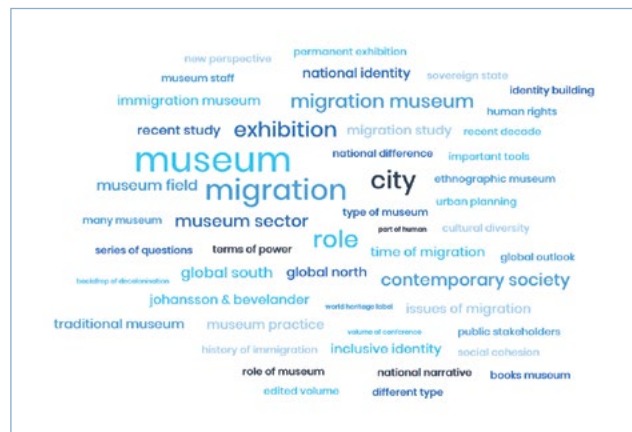 new perspective
permanent exhibition
museum staff
national identity
sovereign state
immigration museum
migration museum
identity building
human rights
recent study
exhibition
migration study
recent decade
museum
national difference
important tools
museum field
migration
city
ethnographic museum
urban planning
many museum
museum sector
type of museum
part of human
cultural diversity
series of questions
terms of power
role
time of migration
global outlook
backdrop of decolonisation
global south
global north
contemporary society
johansson & bevelander
world heritage label
issues of migration
traditional museum
museum practice
volume of conference
public stakeholders
history of immigration
inclusive identity
social cohesion
role of museum
national narrative
books museum
edited volume
different type